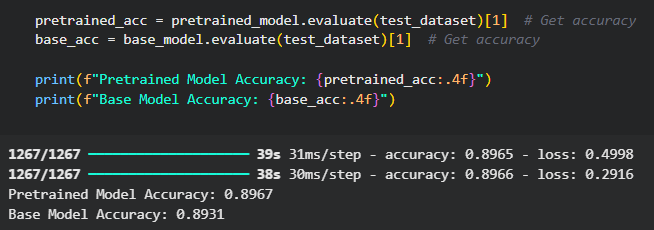 pretrained_acc = pretrained_model.evaluate(test_dataset)[1]  # Get accuracy
base_acc = base_model.evaluate(test_dataset)[1]  # Get accuracy
print(f"Pretrained Model Accuracy: {pretrained_acc:.4f}")
print(f"Base Model Accuracy: {base_acc:.4f}")
1267/1267 ━━━━━━━━━━━━━━━━━━━━ 39s 31ms/step - accuracy: 0.8965 - loss: 0.4998
1267/1267 ━━━━━━━━━━━━━━━━━━━━ 38s 30ms/step - accuracy: 0.8966 - loss: 0.2916
Pretrained Model Accuracy: 0.8967
Base Model Accuracy: 0.8931